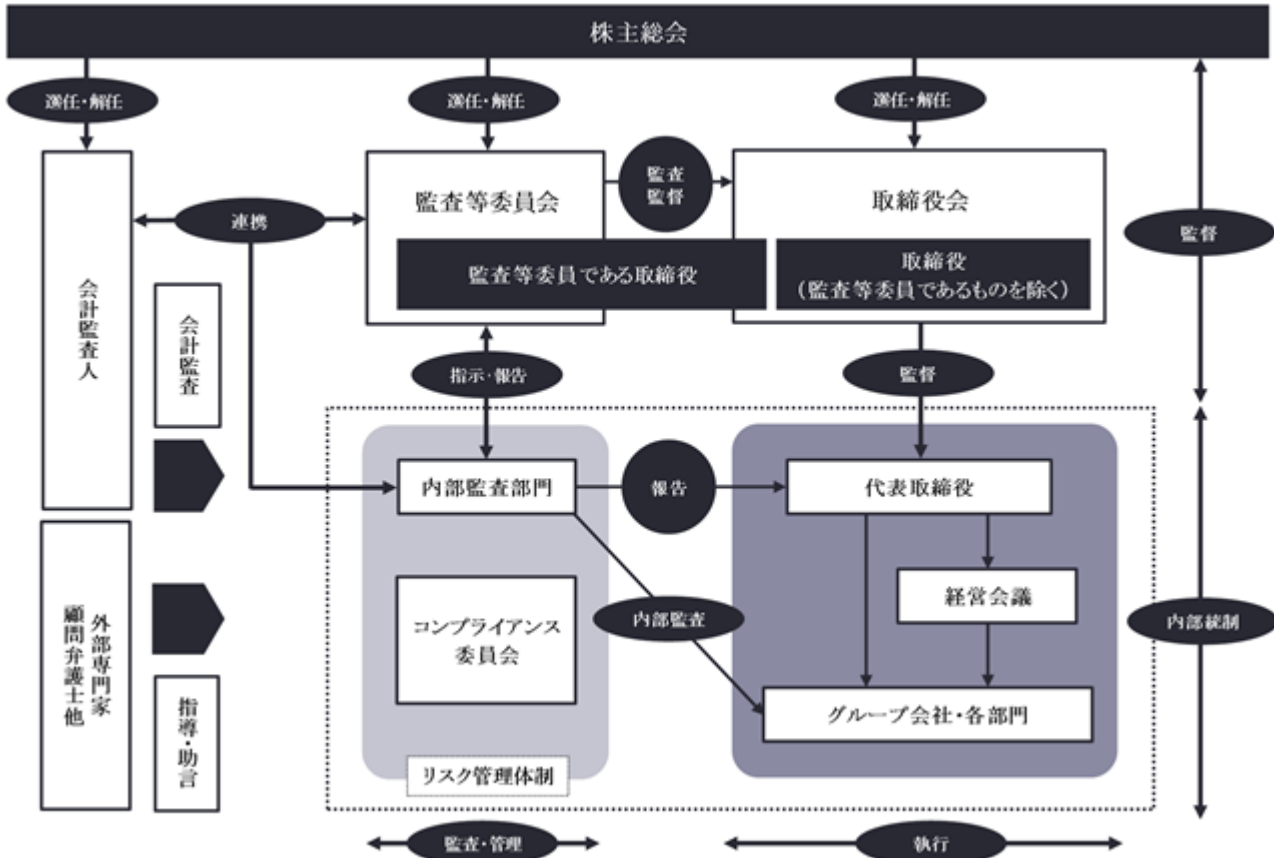 株主総会
選任・解任
選任・解任
選任・解任
監査等委員会
監査
監督
取締役会
連携
監督
監査等委員である取締役
取締役
(監査等委員であるものを除く)
会計監査人
会計監査
指示・報告
監督
内部監査部門
報告
代表取締役
経営会議
コンプライアンス
委員会
内部監査
内部統制
外部専門家
顧問弁護士他
指導・助言
グループ会社・各部門
リスク管理体制
監査・管理
執行